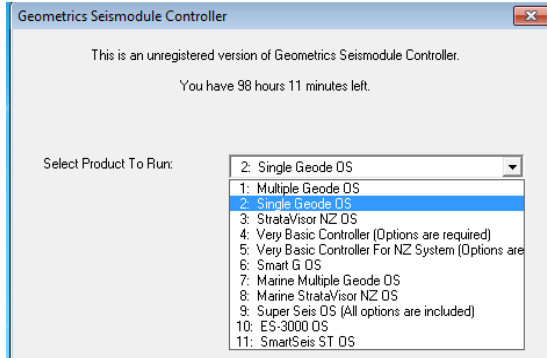 Geometrics Seismodule Controller
This is an unregistered version of Geometrics Seismodule Controller.
You have 98 hours 11 minutes left.
Select Product To Run:
2: Single Geode OS
1: Multiple Geode OS
2: Single Geode OS
3: StrataVisor NZ OS
4: Very Basic Controller (Options are required)
5: Very Basic Controller For NZ System (Options are
6: Smart G OS
7: Marine Multiple Geode OS
8: Marine StrataVisor NZ OS
9: Super Seis OS (All options are included)
10: ES-3000 OS
11: SmartSeis ST OS